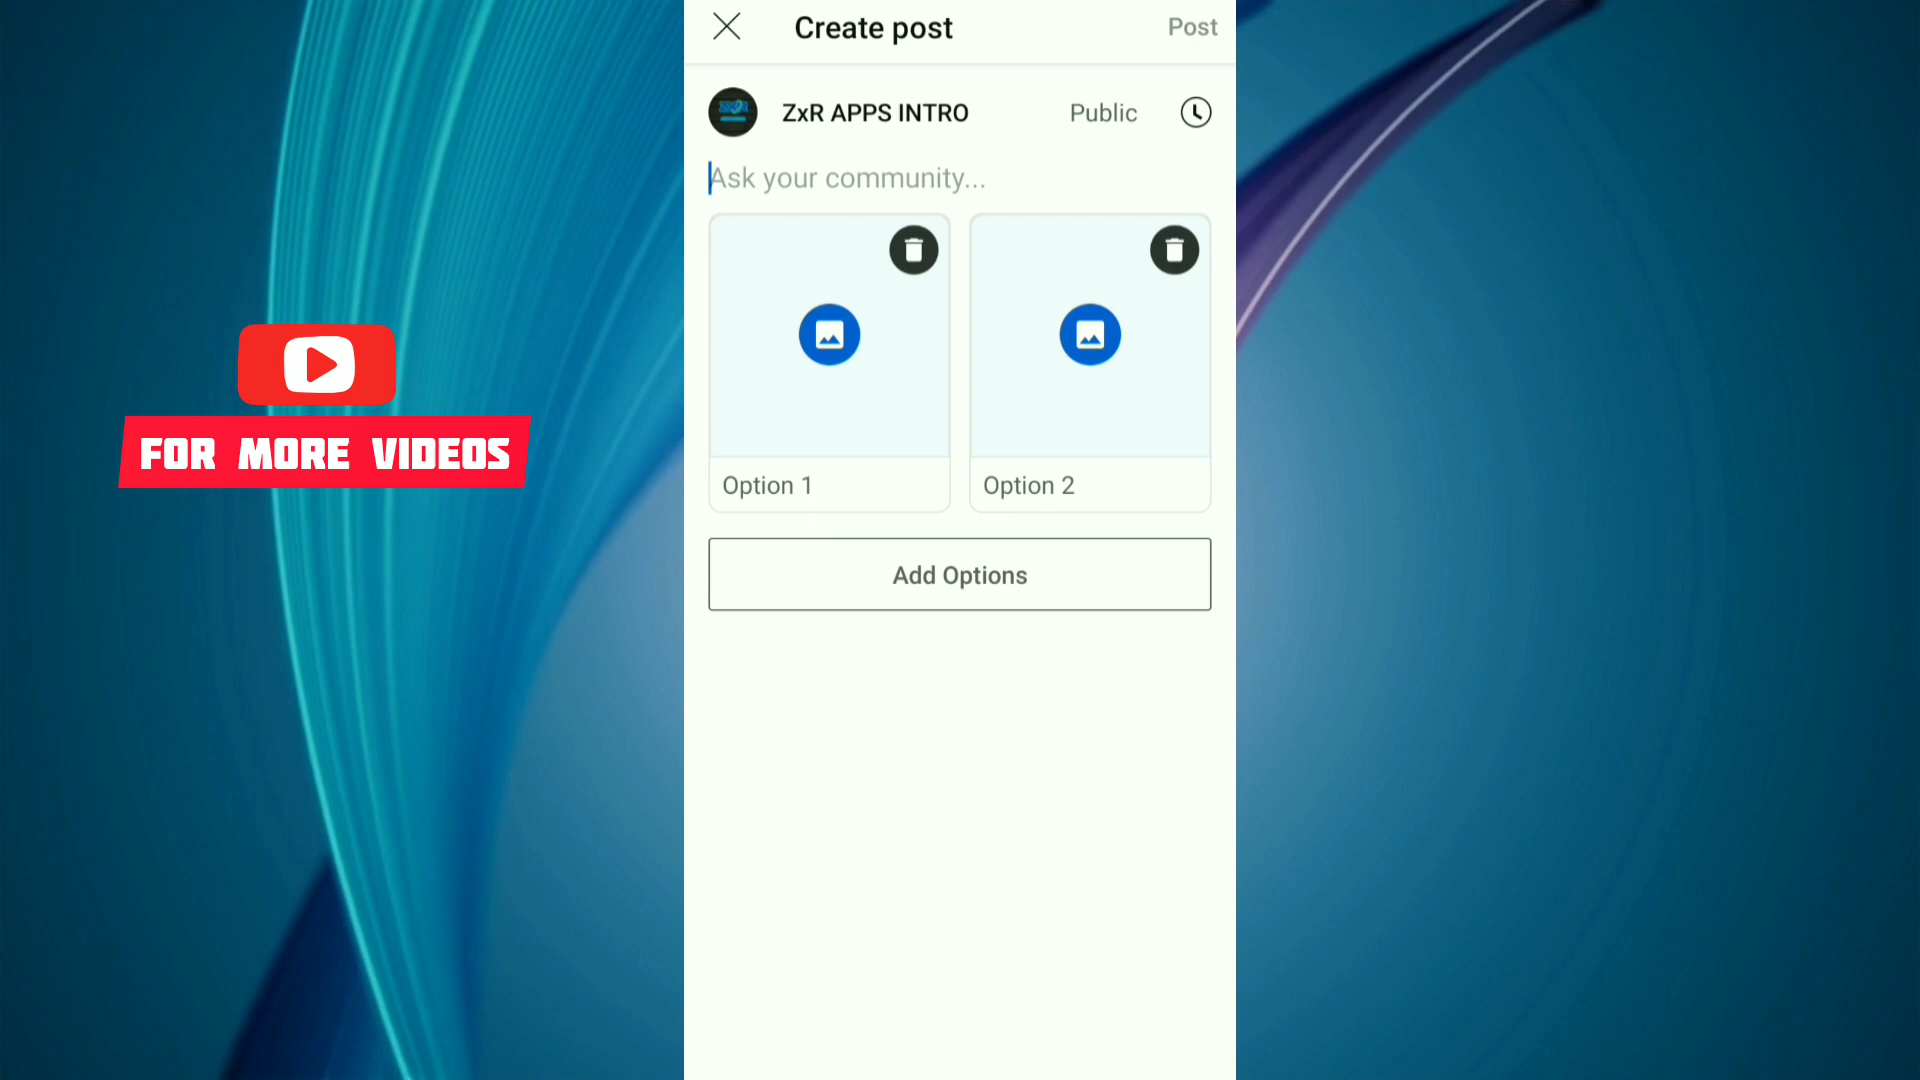 Create post
Post
ZxR APPS INTRO
Public
Ask your community...
Option 1
Option 2
Add Options
FOR MORE VIDEOS